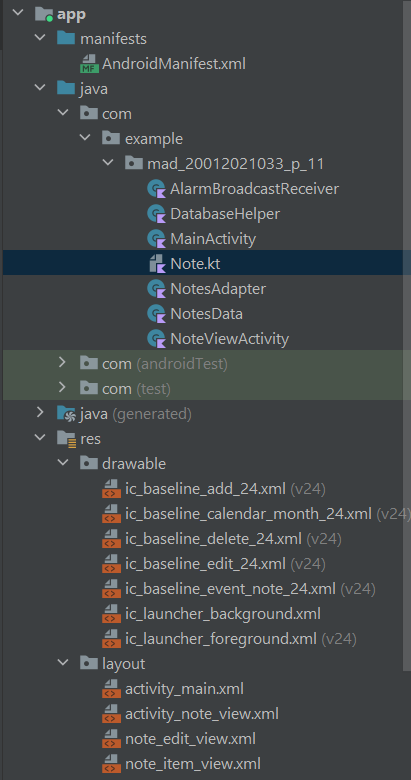 app
manifests
AndroidManifest.xml
java
com
example
mad_20012021033_p_11
AlarmBroadcastReceiver
DatabaseHelper
MainActivity
Note.kt
NotesAdapter
NotesData
NoteViewActivity
com (androidTest)
com (test)
java (generated)
res
drawable
ic_baseline_add_24.xml (v24)
ic_baseline_calendar_month_24.xml (v24)
ic_baseline_delete_24.xml (v24)
ic_baseline_edit_24.xml (v24)
ic_baseline_event_note_24.xml (v24)
ic_launcher_background.xml
ic_launcher_foreground.xml (v24)
layout
activity_main.xml
activity_note_view.xml
note_edit_view.xml
note_item_view.xml